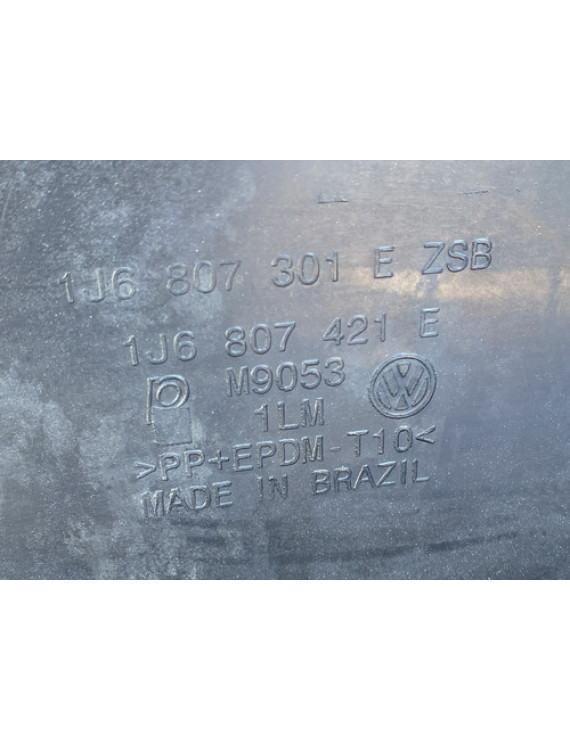 1J6 807 301 E ZSB
1J6 807 421 E
M9053
1LM
>PP+EPDM-T10<
MADE IN BRAZIL